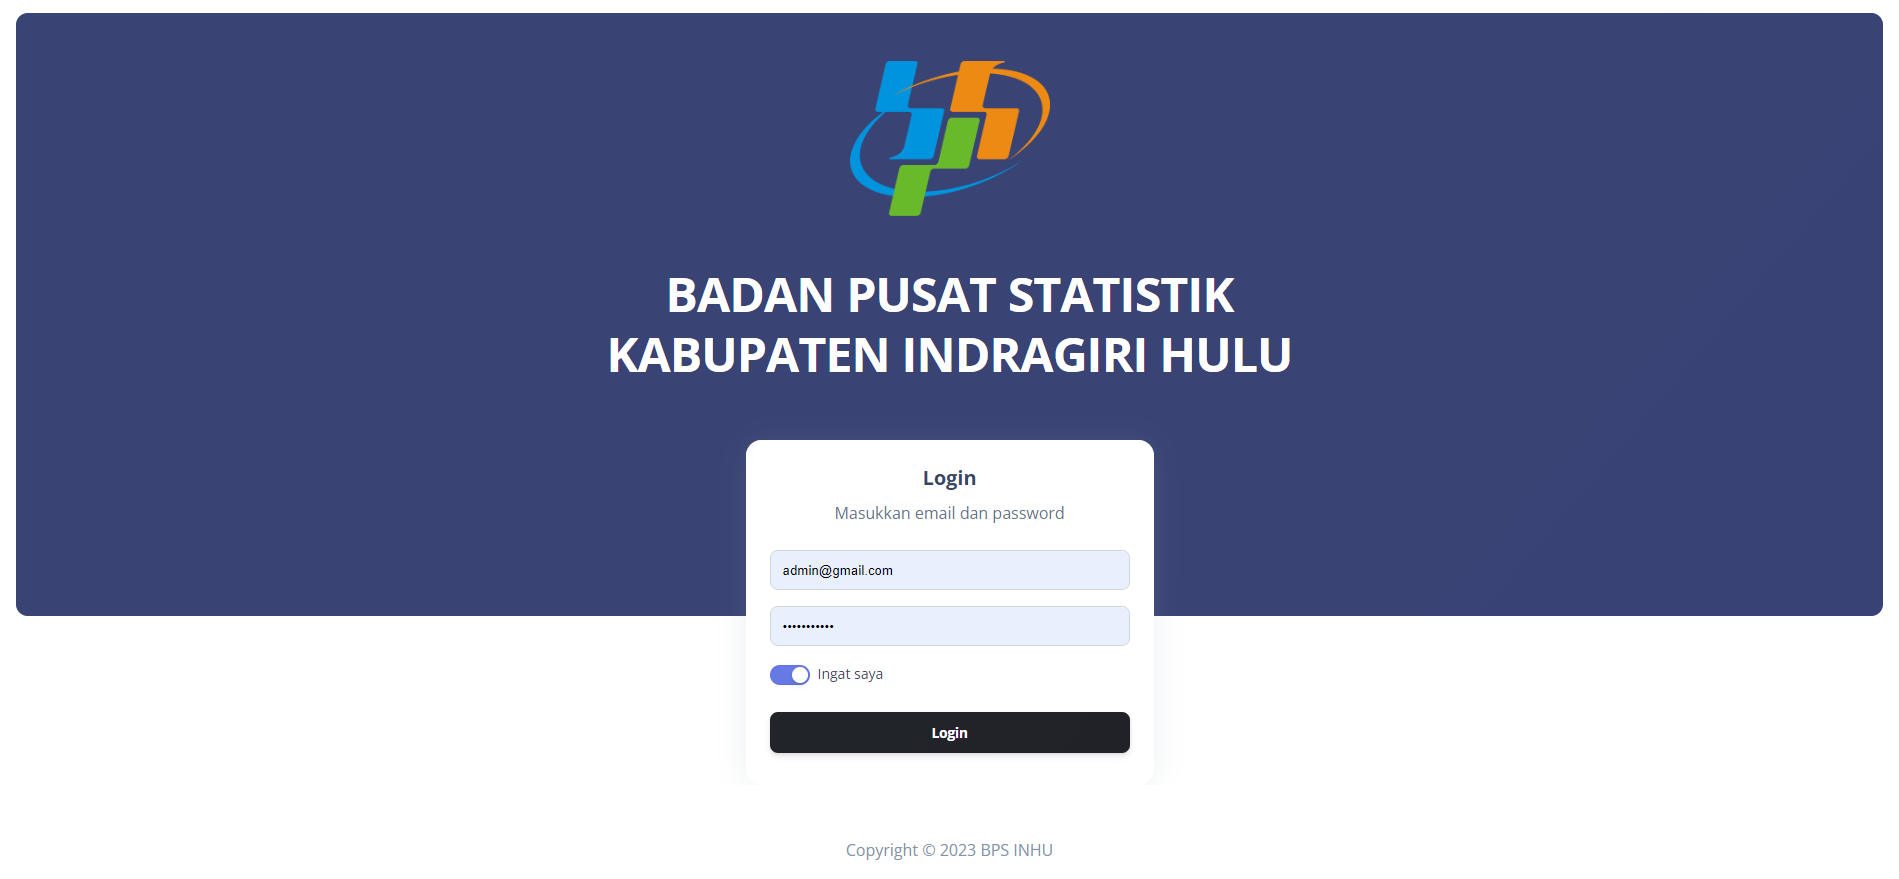 BADAN PUSAT STATISTIK
KABUPATEN INDRAGIRI HULU
Login
Masukkan email dan password
admin@gmail.com
•••••••••••
Ingat saya
Login
Copyright © 2023 BPS INHU